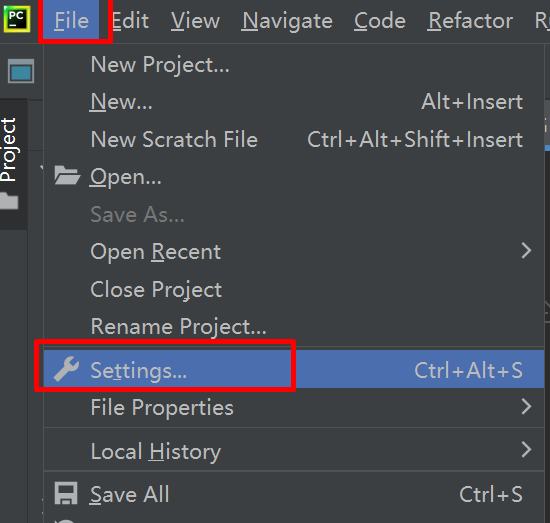 PC File Edit View Navigate Code Refactor
Project
New Project...
New... Alt+Insert
New Scratch File Ctrl+Alt+Shift+Insert
Open...
Save As...
Open Recent
Close Project
Rename Project...
Settings... Ctrl+Alt+S
File Properties
Local History
Save All Ctrl+S